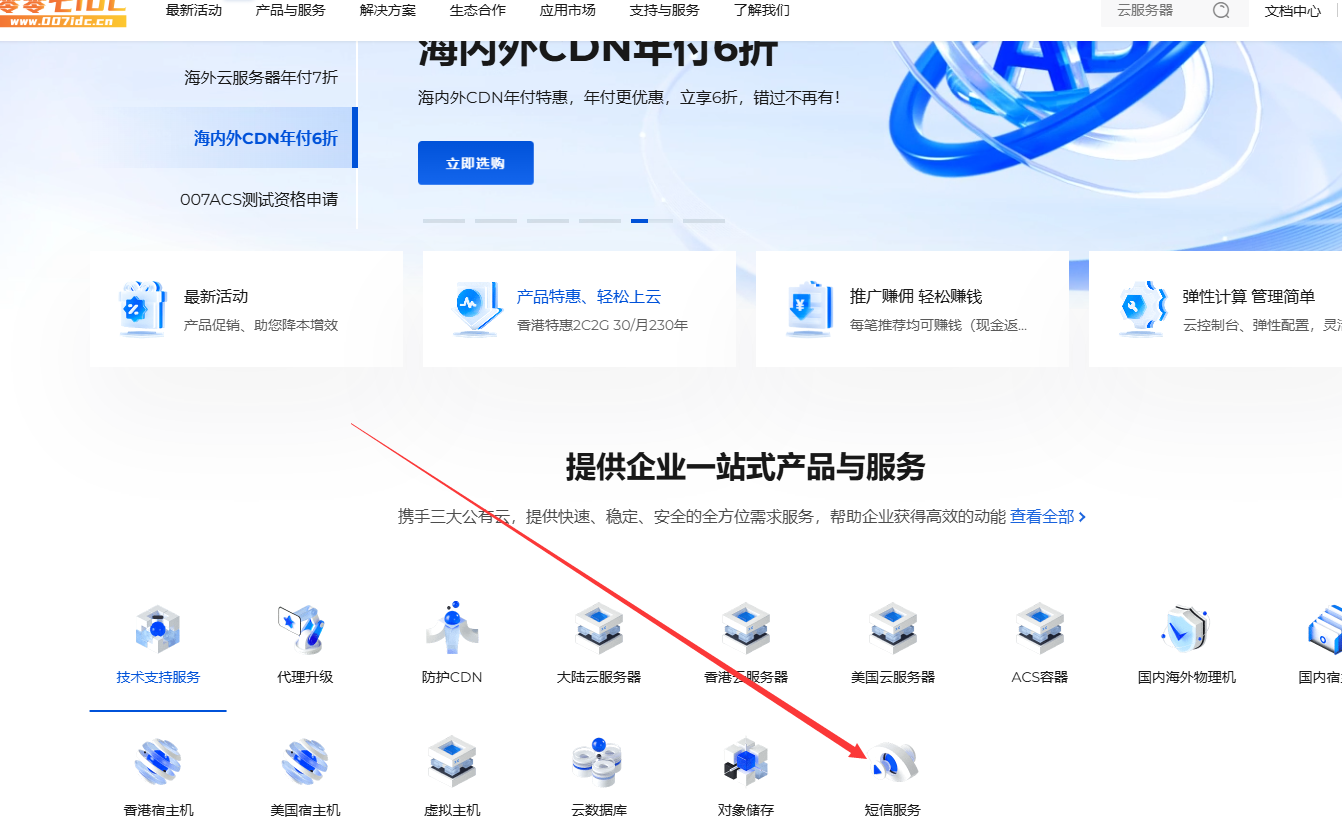 零零七IDC
www.007idc.cn
最新活动
产品与服务
解决方案
生态合作
应用市场
支持与服务
了解我们
云服务器
文档中心
海外云服务器年付7折
海内外CDN年付6折
007ACS测试资格申请
海内外CDN年付6折
海内外CDN年付特惠，年付更优惠，立享6折，错过不再有！
立即选购
最新活动
产品促销、助您降本增效
产品特惠、轻松上云
香港特惠2C2G 30/月230年
推广赚佣 轻松赚钱
每笔推荐均可赚钱（现金返...
弹性计算 管理简单
云控制台、弹性配置，灵
提供企业一站式产品与服务
携手三大公有云，提供快速、稳定、安全的全方位需求服务，帮助企业获得高效的动能 查看全部
技术支持服务
代理升级
防护CDN
大陆云服务器
香港云服务器
美国云服务器
ACS容器
国内海外物理机
国内宿
香港宿主机
美国宿主机
虚拟主机
云数据库
对象储存
短信服务